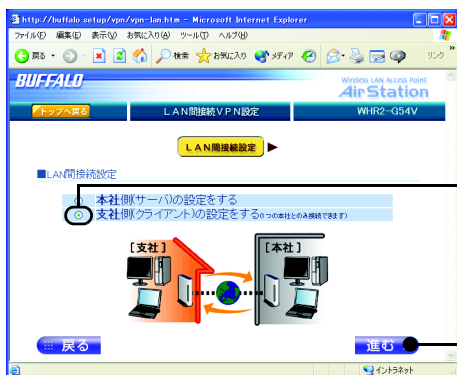 http://buffalo.setup/vpn/vpn-lan.htm - Microsoft Internet Explorer
ファイル(F) 編集(E) 表示(V) お気に入り(A) ツール(T) ヘルプ(H)
戻る 検索 お気に入り メディア リンク
BUFFALO
Wireless LAN Access Point
AirStation
トップへ戻る LAN間接続VPN設定 WHR2-G54V
LAN間接続設定
■LAN間接続設定
本社側(サーバ)の設定をする
支社側(クライアント)の設定をする(1つの本社とのみ接続できます)
[支社] [本社]
戻る 進む
イントラネット